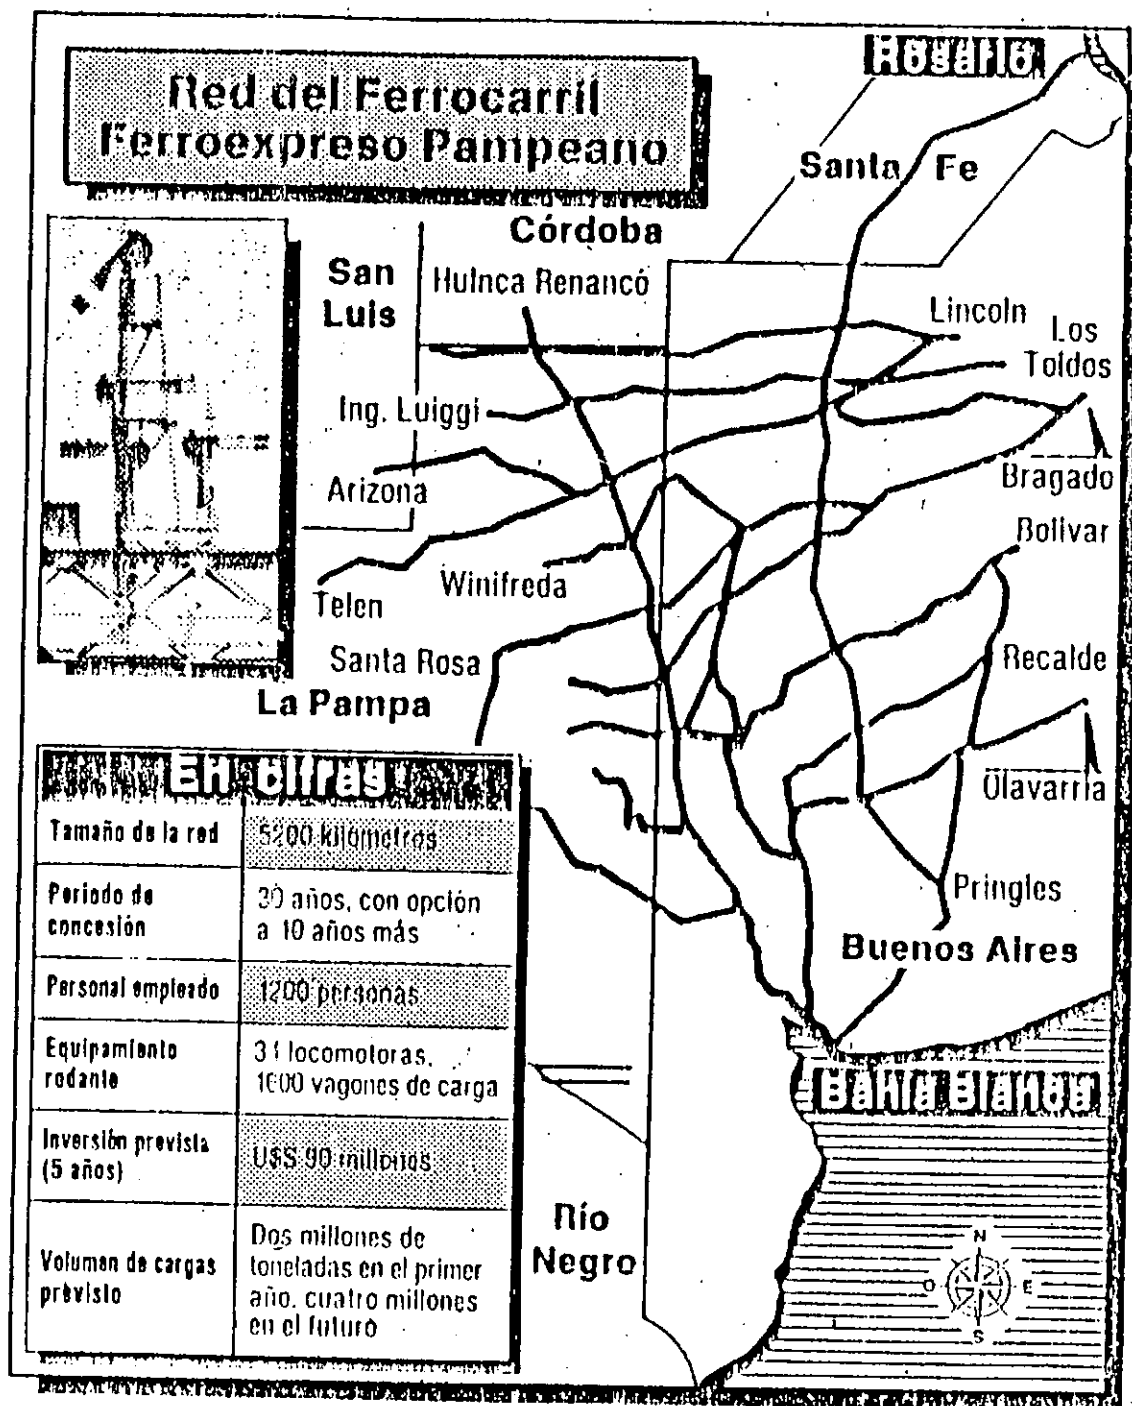 Red del Ferrocarril
Ferroexpreso Pampeano
Rosario
Santa Fe
Córdoba
San
Luis
Huinca Renancó
Lincoln
Los
Toldos
Ing. Luiggi
Arizona
Bragado
Bolivar
Winifreda
Telen
Santa Rosa
Recalde
La Pampa
Olavarria
Pringles
Buenos Aires
Bahía Blanca
Río
Negro
N
O
E
S
En cifras
Tamaño de la red
5200 kilómetros
Periodo de
concesión
30 años, con opción
a 10 años más
Personal empleado
1200 personas
Equipamiento
rodante
locomotoras,
vagones de carga
Inversión prevista
(5 años)
U$S 90 millones
Volumen de cargas
previsto
Dos millones de
toneladas en el primer
año, cuatro millones
en el futuro